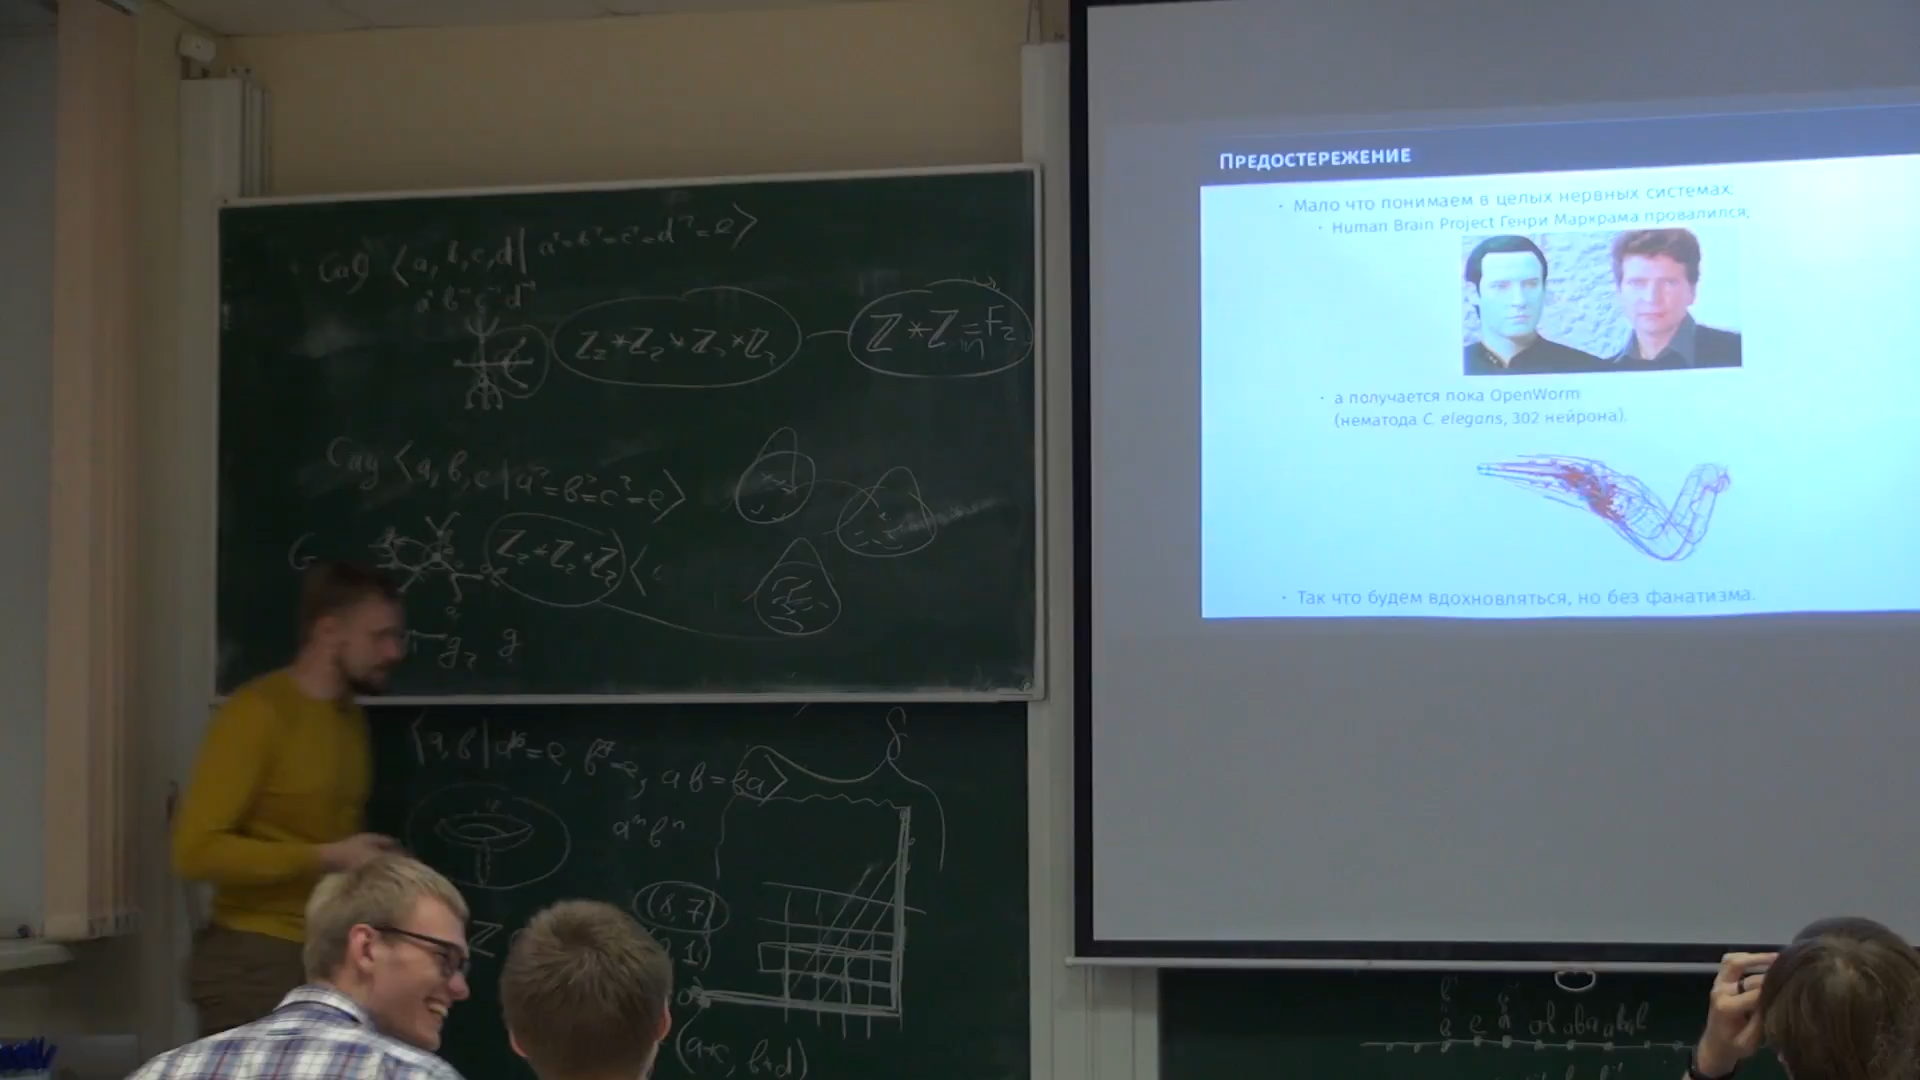 Cay ⟨a, b, c, d | a²=b²=c²=d²=e⟩
Z₂*Z₂*Z₂*Z₂
Z*Z=F₂
Cay ⟨a, b, c | a²=b²=c²=e⟩
G
Z₂*Z₂*Z₂
g₂ g
ab=ba⟩
aᵐbⁿ
(8,7)
Z
(a+c, b+d)
ПРЕДОСТЕРЕЖЕНИЕ
· Мало что понимаем в целых нервных системах:
· Human Brain Project Генри Маркрама провалился;
· а получается пока OpenWorm
(нематода C. elegans, 302 нейрона).
· Так что будем вдохновляться, но без фанатизма.